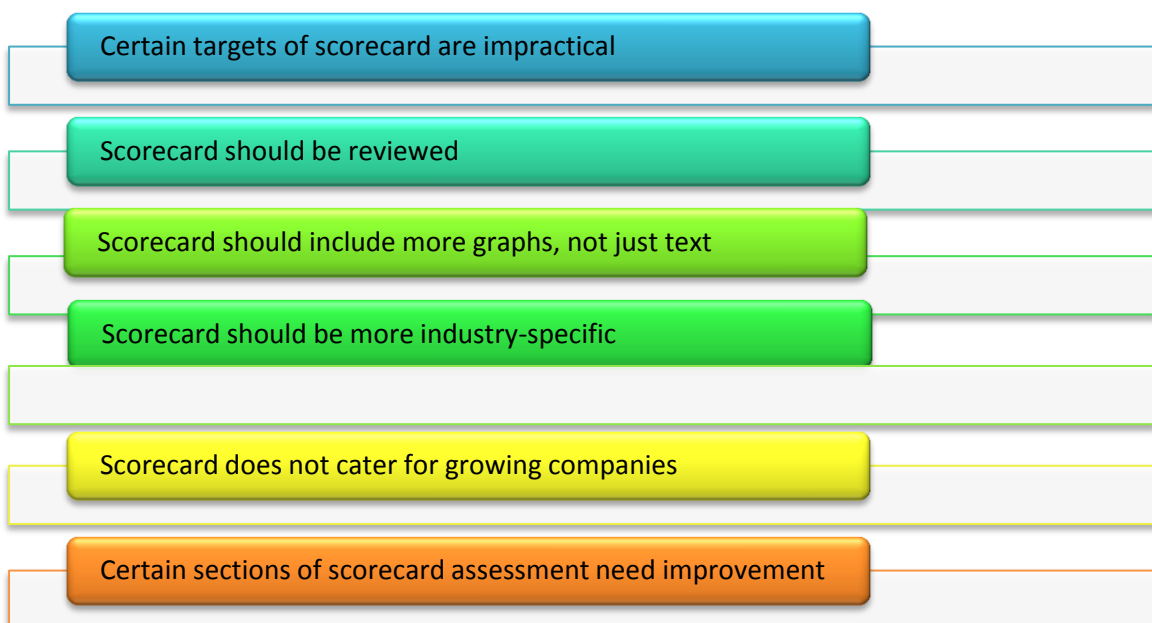 Certain targets of scorecard are impractical
Scorecard should be reviewed
Scorecard should include more graphs, not just text
Scorecard should be more industry-specific
Scorecard does not cater for growing companies
Certain sections of scorecard assessment need improvement